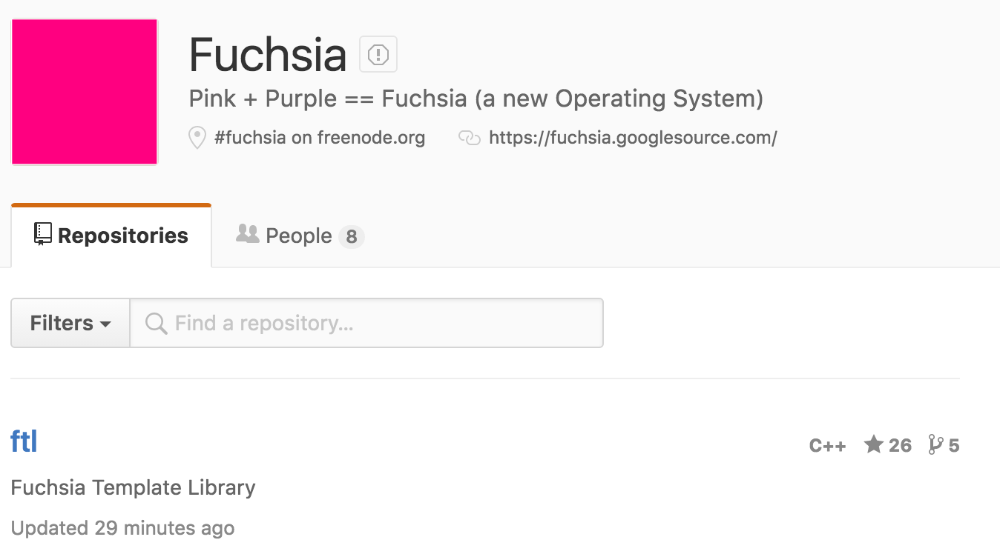 Fuchsia
Pink + Purple == Fuchsia (a new Operating System)
#fuchsia on freenode.org https://fuchsia.googlesource.com/
Repositories People 8
Filters Find a repository...
ftl C++ 26 5
Fuchsia Template Library
Updated 29 minutes ago